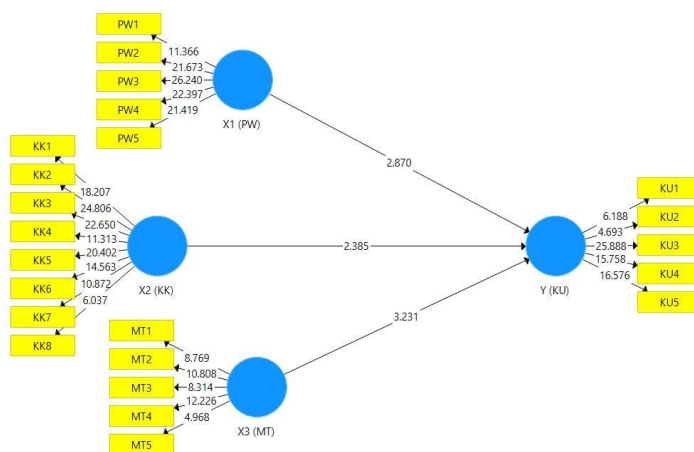 PW1
PW2
PW3
PW4
PW5
11.366
21.673
26.240
22.397
21.419
X1 (PW)
KK1
KK2
KK3
KK4
KK5
KK6
KK7
KK8
18.207
24.806
22.650
11.313
20.402
14.563
10.872
6.037
X2 (KK)
MT1
MT2
MT3
MT4
MT5
8.769
10.808
8.314
12.226
4.968
X3 (MT)
2.870
2.385
3.231
Y (KU)
6.188
4.693
25.888
15.758
16.576
KU1
KU2
KU3
KU4
KU5